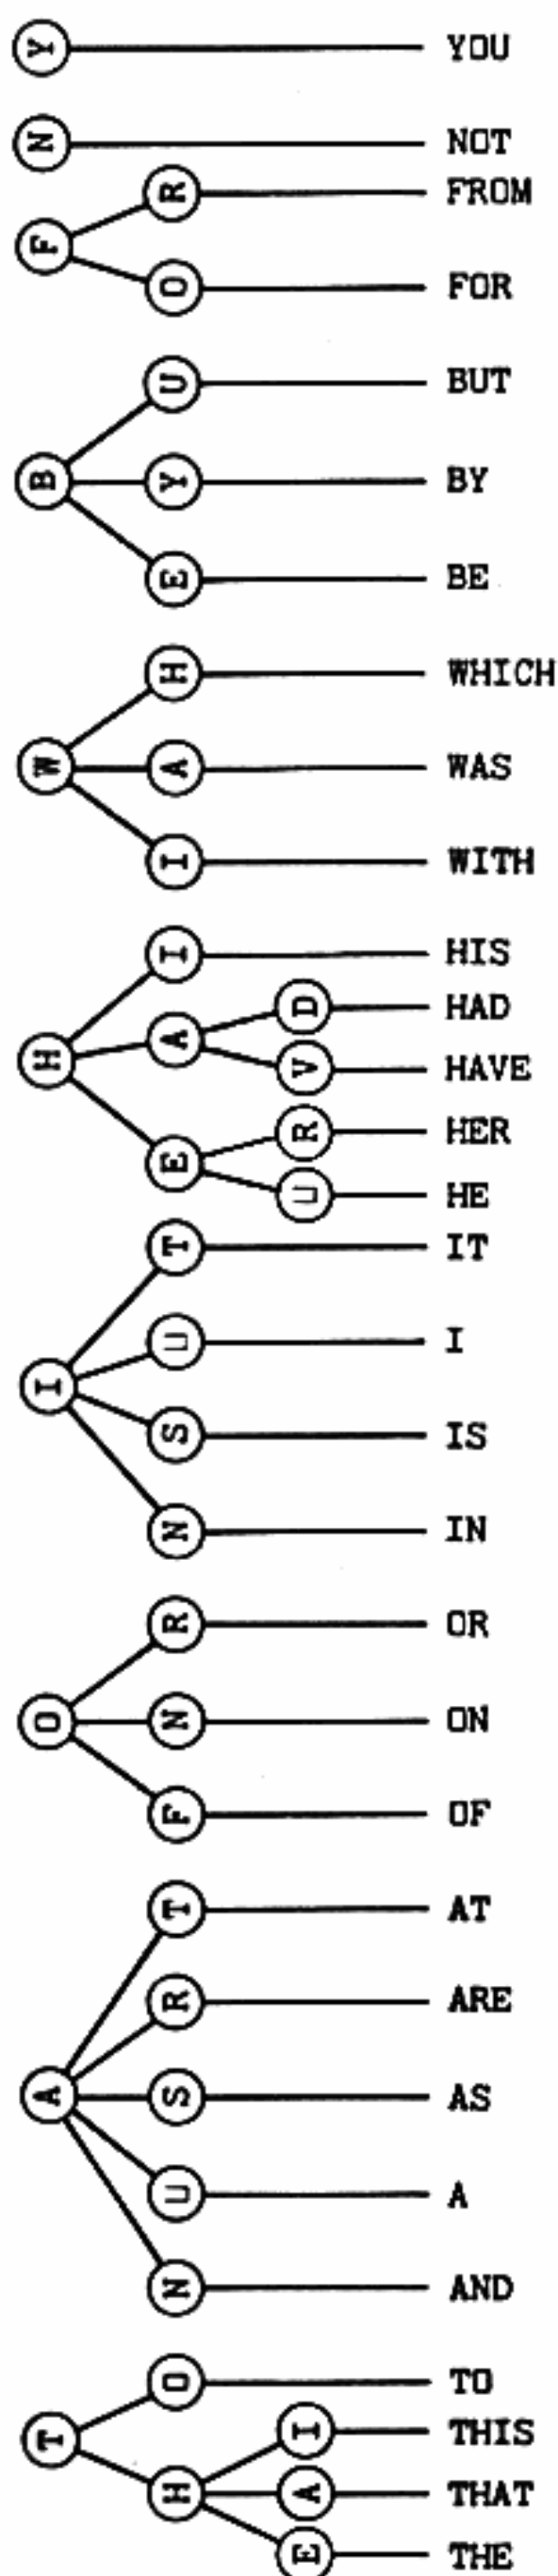 Y YOU
N NOT
R FROM
F
O FOR
U BUT
B Y BY
E BE
H WHICH
W A WAS
I WITH
I HIS
D HAD
A
H V HAVE
R HER
E
␣ HE
T IT
␣ I
I
S IS
N IN
R OR
O N ON
F OF
T AT
R ARE
A S AS
␣ A
N AND
O TO
T I THIS
H A THAT
E THE